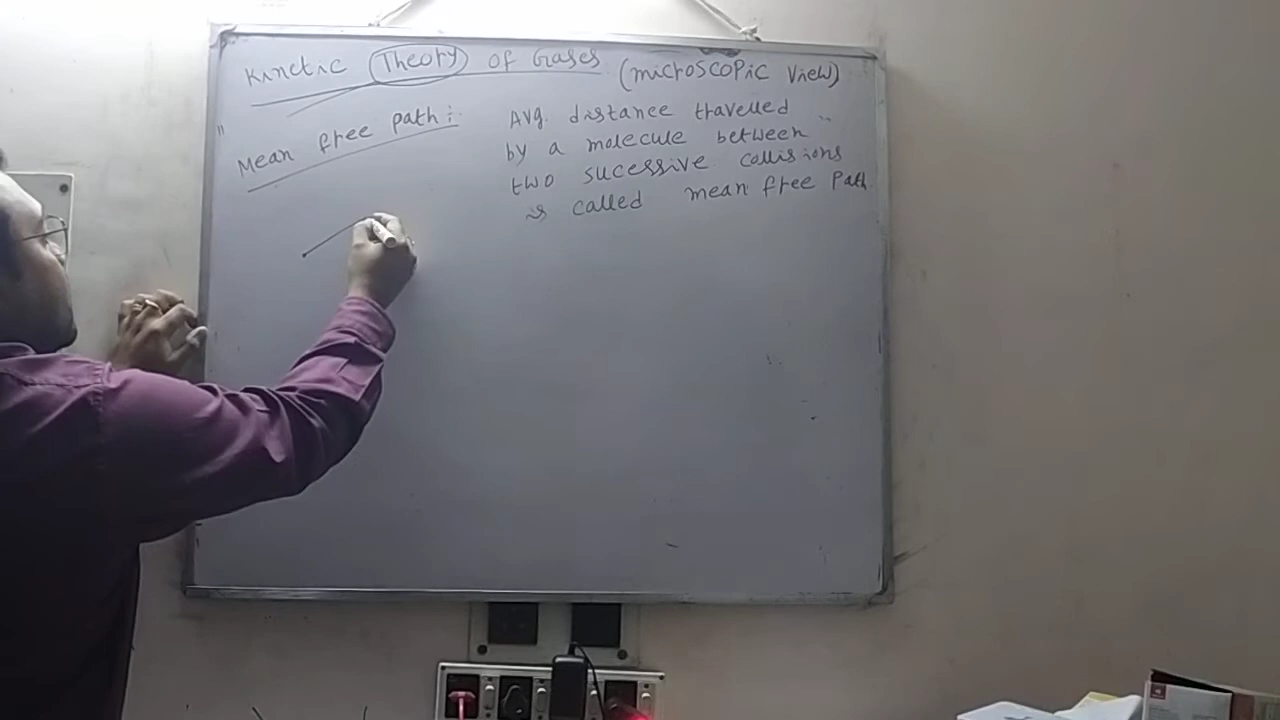 Kinetic Theory of Gases (microscopic view)
Mean free path :
Avg. distance travelled
by a molecule between
two sucessive collisions
is called mean free path